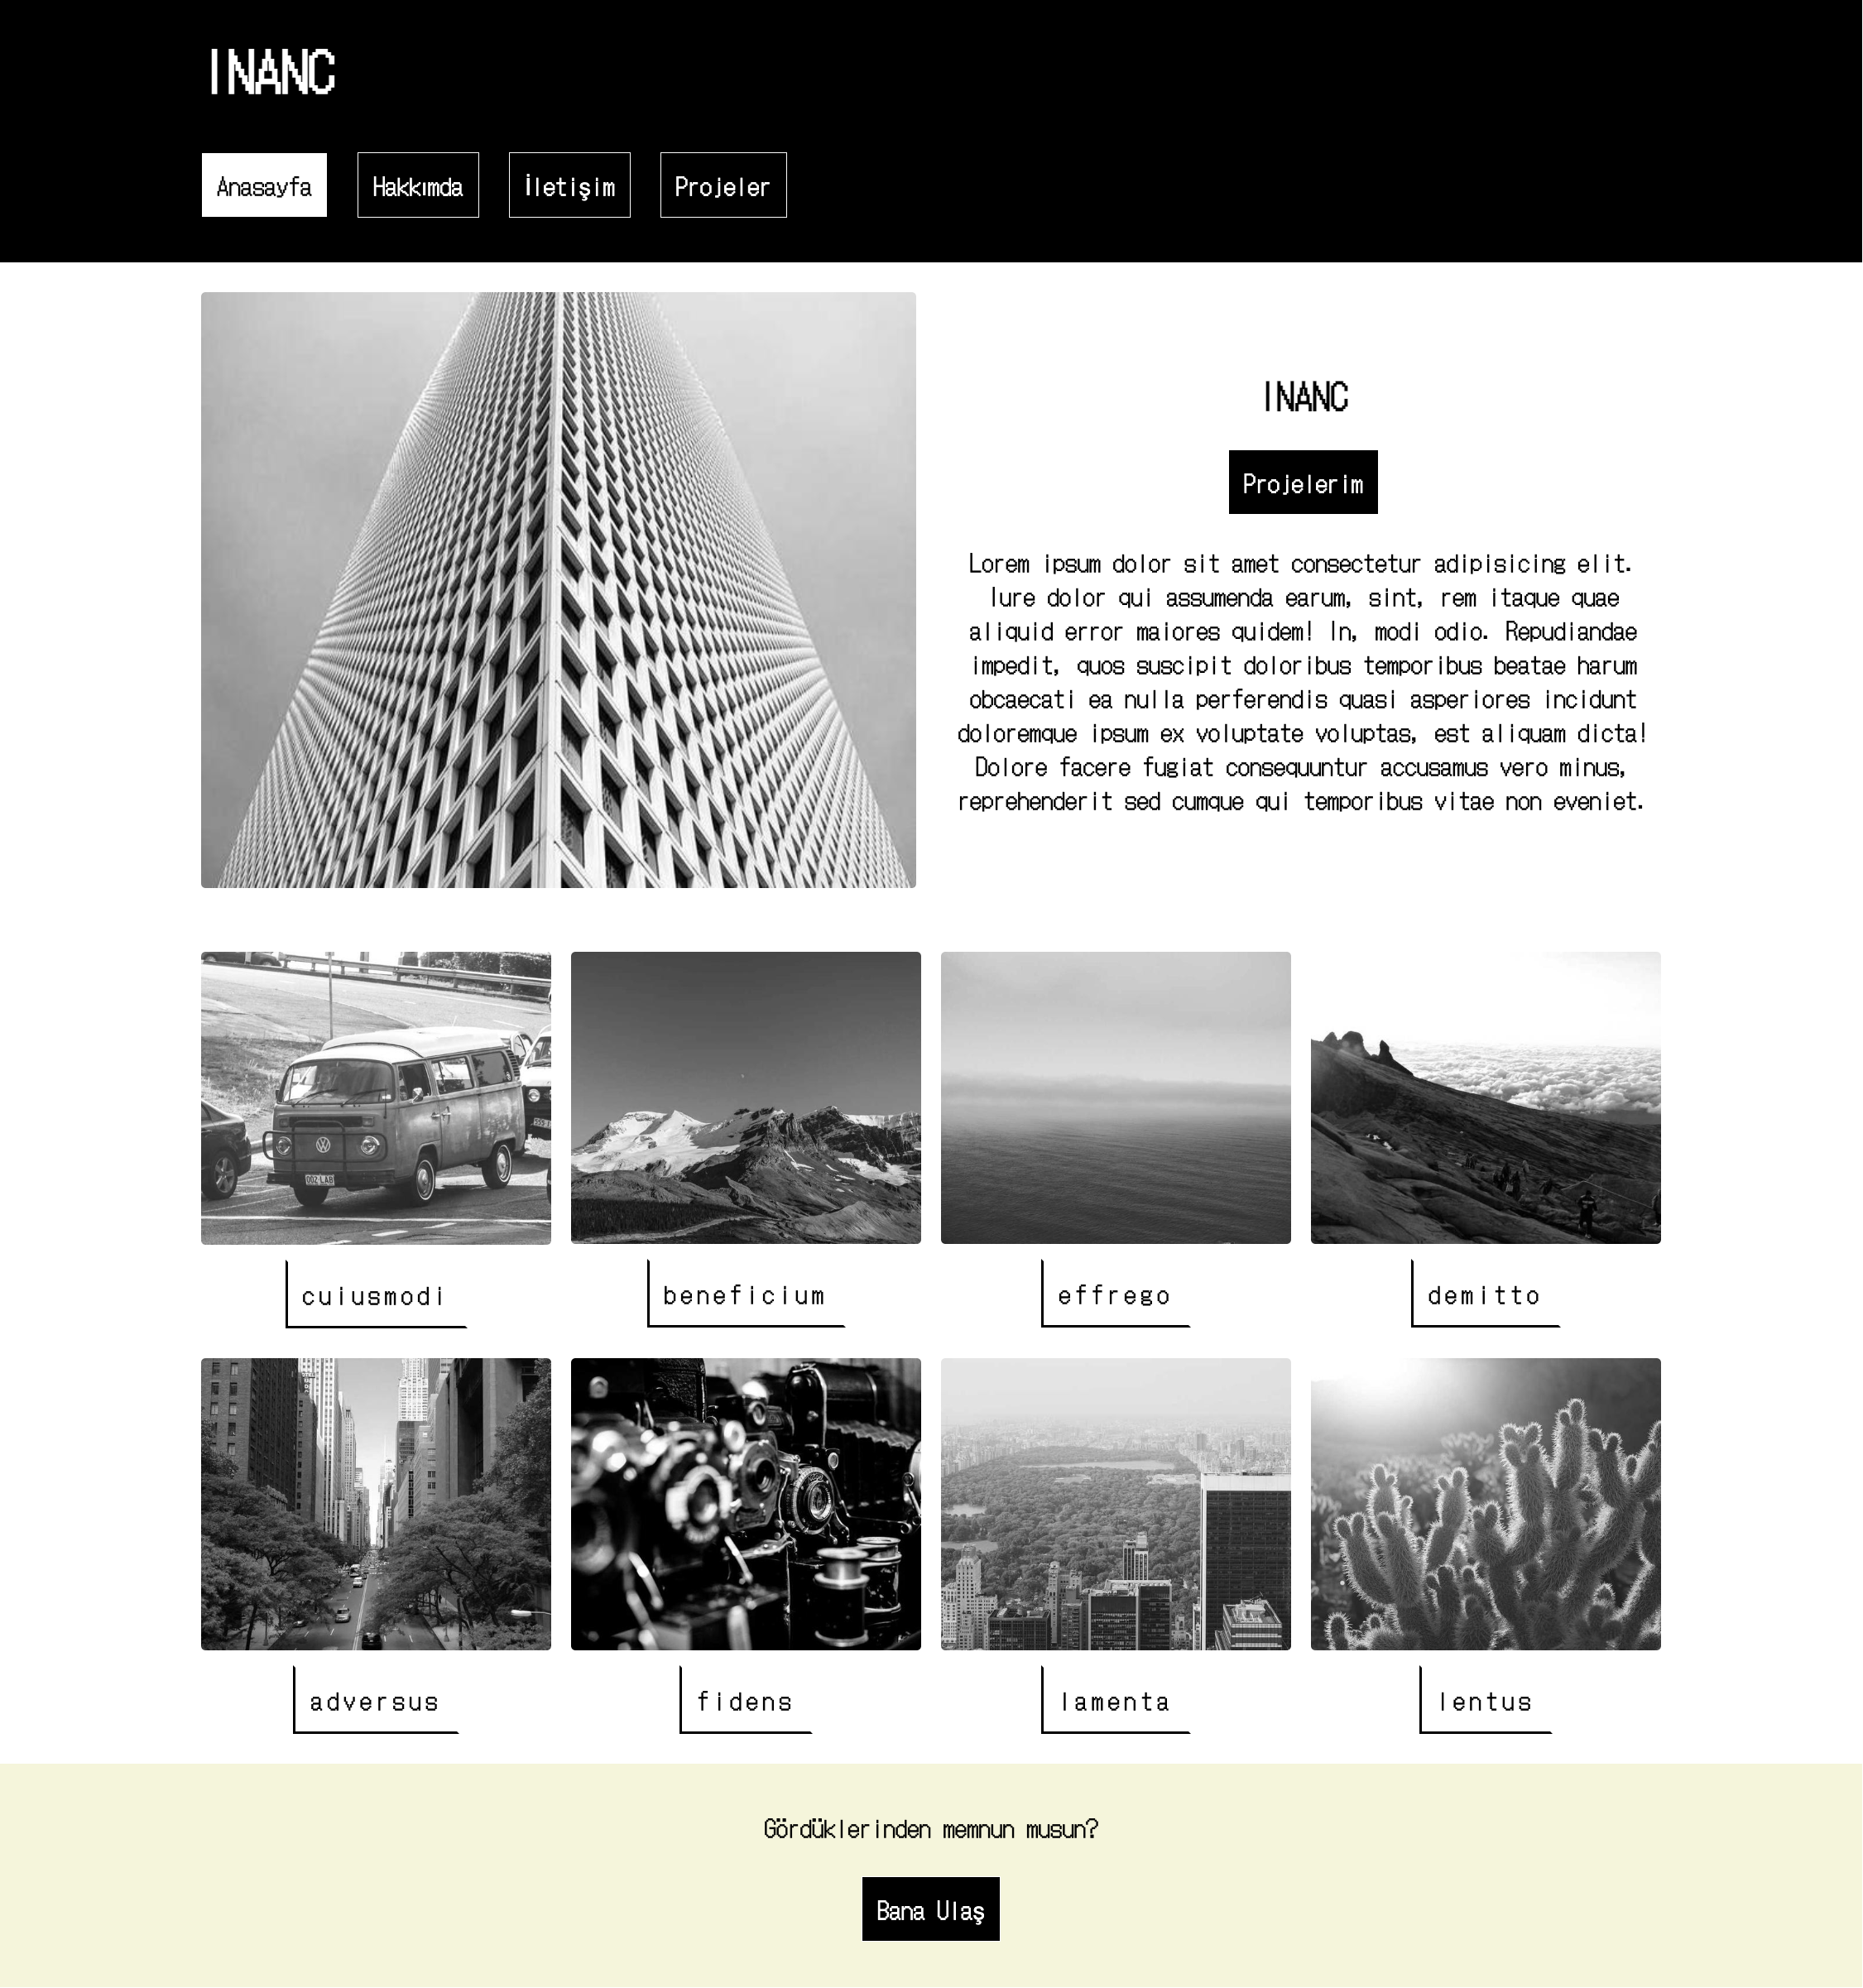 INANC
Anasayfa
Hakkımda
İletişim
Projeler
INANC
Projelerim
Lorem ipsum dolor sit amet consectetur adipisicing elit.
Iure dolor qui assumenda earum, sint, rem itaque quae
aliquid error maiores quidem! In, modi odio. Repudiandae
impedit, quos suscipit doloribus temporibus beatae harum
obcaecati ea nulla perferendis quasi asperiores incidunt
doloremque ipsum ex voluptate voluptas, est aliquam dicta!
Dolore facere fugiat consequuntur accusamus vero minus,
reprehenderit sed cumque qui temporibus vitae non eveniet.
002 LAB
cuiusmodi
beneficium
effrego
demitto
adversus
fidens
lamenta
lentus
Gördüklerinden memnun musun?
Bana Ulaş